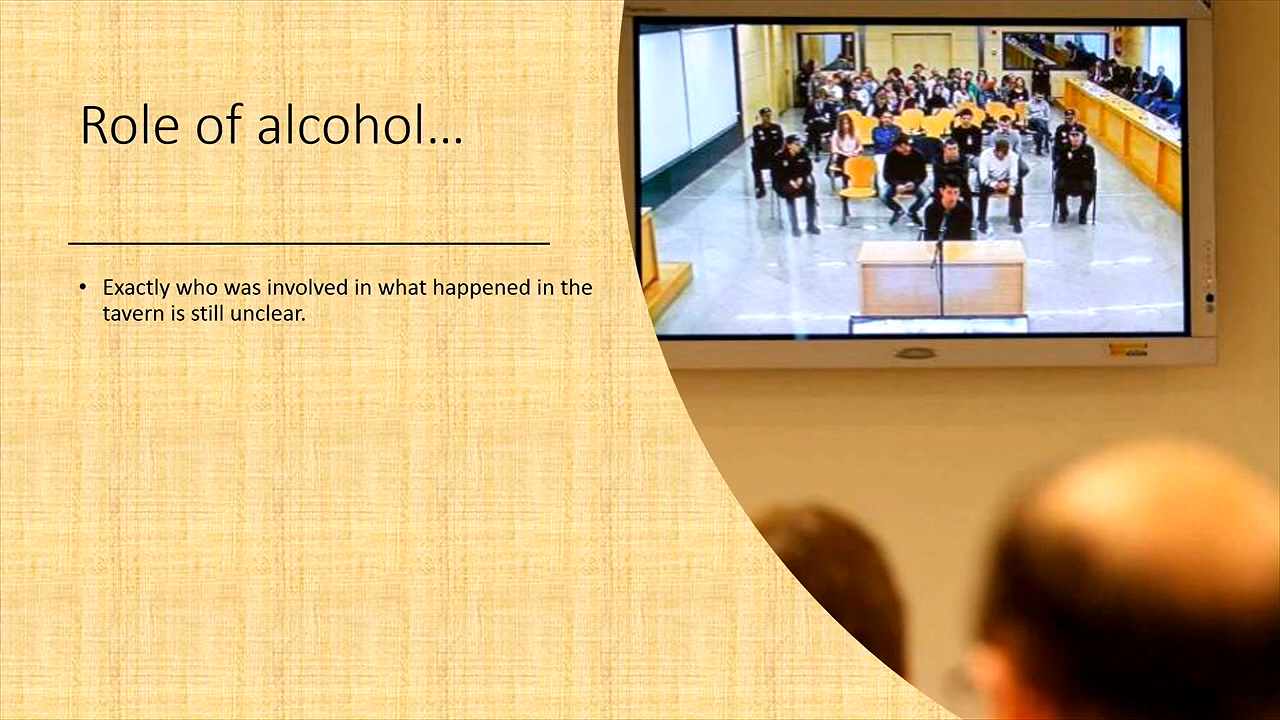 Role of alcohol...
• Exactly who was involved in what happened in the
tavern is still unclear.